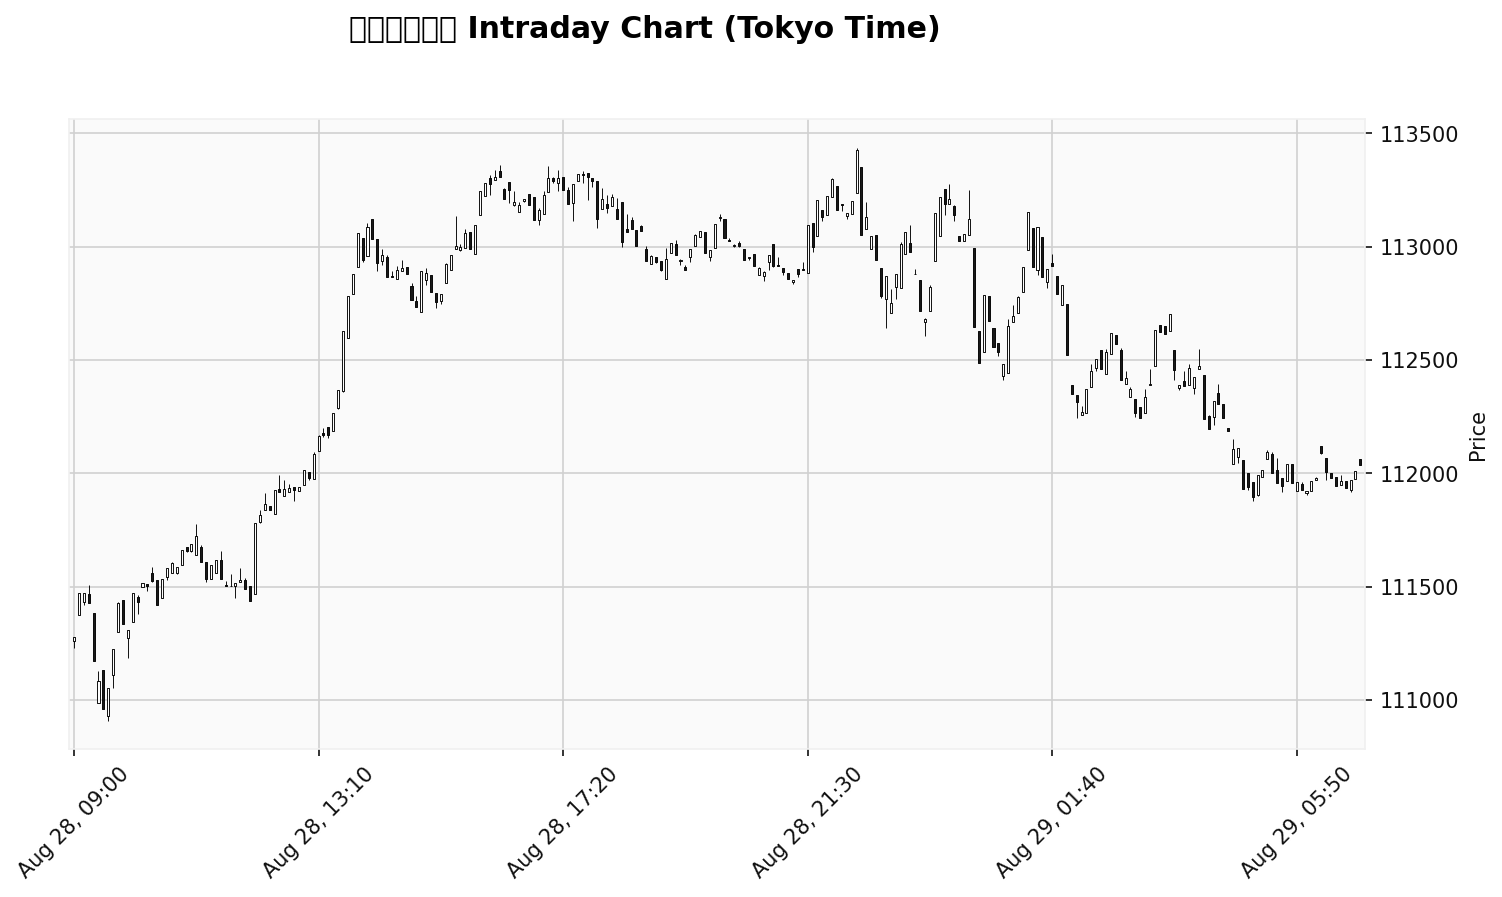 Intraday Chart (Tokyo Time)
113500
113000
112500
112000
111500
111000
Price
Aug 28, 09:00
Aug 28, 13:10
Aug 28, 17:20
Aug 28, 21:30
Aug 29, 01:40
Aug 29, 05:50